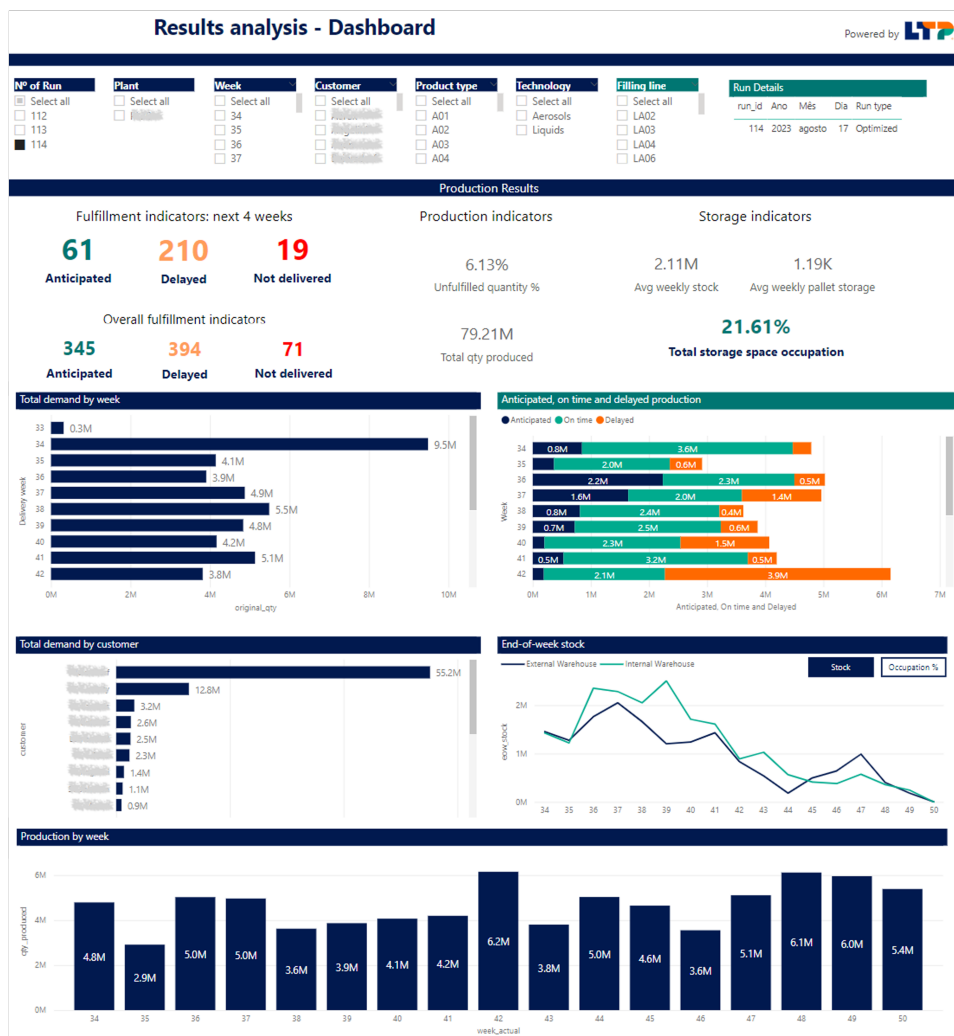 Results analysis - Dashboard
Powered by LTP
Nº of Run
Select all
112
113
114
Plant
Select all
Week
Select all
34
35
36
37
Customer
Select all
Product type
Select all
A01
A02
A03
A04
Technology
Select all
Aerosols
Liquids
Filling line
Select all
LA02
LA03
LA04
LA06
Run Details
run_id Ano Mês Dia Run type
114 2023 agosto 17 Optimized
Production Results
Fulfillment indicators: next 4 weeks
61 210 19
Anticipated Delayed Not delivered
Overall fulfillment indicators
345 394 71
Anticipated Delayed Not delivered
Production indicators
6.13%
Unfulfilled quantity %
79.21M
Total qty produced
Storage indicators
2.11M 1.19K
Avg weekly stock Avg weekly pallet storage
21.61%
Total storage space occupation
Total demand by week
Delivery week
33 0.3M
34 9.5M
35 4.1M
36 3.9M
37 4.9M
38 5.5M
39 4.8M
40 4.2M
41 5.1M
42 3.8M
0M 2M 4M 6M 8M 10M
original_qty
Anticipated, on time and delayed production
Anticipated On time Delayed
Week
34 0.8M 3.6M
35 2.0M 0.6M
36 2.2M 2.3M 0.5M
37 1.6M 2.0M 1.4M
38 0.8M 2.4M 0.4M
39 0.7M 2.5M 0.6M
40 2.3M 1.5M
41 0.5M 3.2M 0.5M
42 2.1M 3.9M
0M 1M 2M 3M 4M 5M 6M 7M
Anticipated, On time and Delayed
Total demand by customer
customer
55.2M
12.8M
3.2M
2.6M
2.5M
2.3M
1.4M
1.1M
0.9M
End-of-week stock
External Warehouse Internal Warehouse
Stock Occupation %
eow_stock
2M
1M
0M
34 35 36 37 38 39 40 41 42 43 44 45 46 47 48 49 50
Production by week
qty_produced
6M
4M
2M
0M
4.8M 2.9M 5.0M 5.0M 3.6M 3.9M 4.1M 4.2M 6.2M 3.8M 5.0M 4.6M 3.6M 5.1M 6.1M 6.0M 5.4M
34 35 36 37 38 39 40 41 42 43 44 45 46 47 48 49 50
week_actual